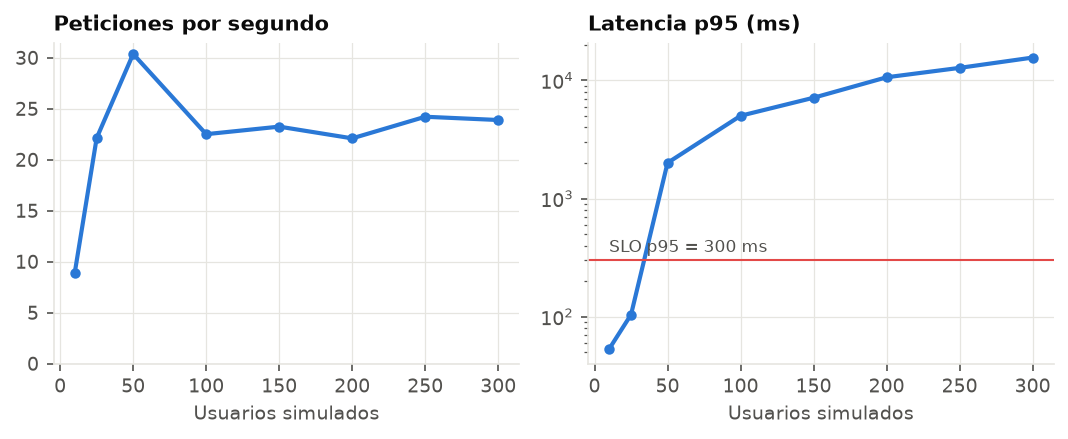 Peticiones por segundo
30
25
20
15
10
5
0
0 50 100 150 200 250 300
Usuarios simulados
Latencia p95 (ms)
10⁴
10³
10²
SLO p95 = 300 ms
0 50 100 150 200 250 300
Usuarios simulados